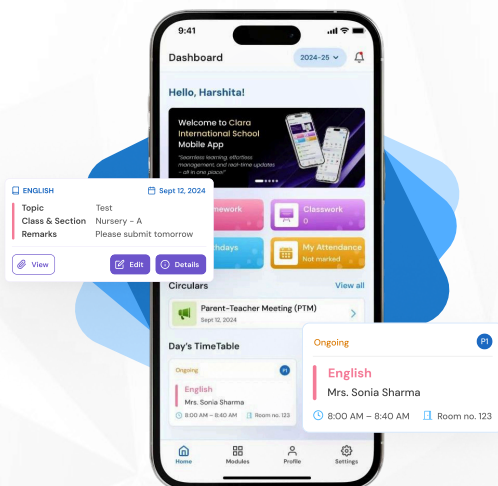 9:41
Dashboard
2024-25
Hello, Harshita!
Welcome to Clara
International School
Mobile App
"Seamless learning, effortless
management, and real-time updates
- all in one place!"
ENGLISH Sept 12, 2024
Topic Test
Class & Section Nursery - A
Remarks Please submit tomorrow
View Edit Details
mework
Classwork
0
hdays
My Attendance
Not marked
Circulars View all
Parent-Teacher Meeting (PTM)
Sept 12, 2024
Day's TimeTable
Ongoing P1
English
Mrs. Sonia Sharma
8:00 AM – 8:40 AM Room no. 123
Ongoing P1
English
Mrs. Sonia Sharma
8:00 AM – 8:40 AM Room no. 123
Home Modules Profile Settings